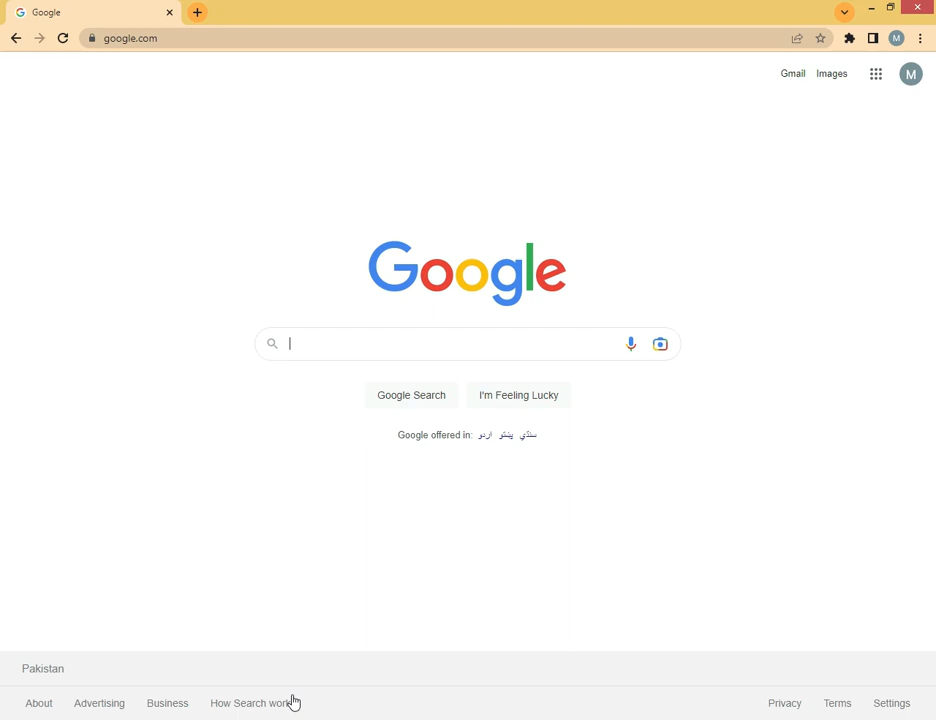 Google
google.com
M
Gmail Images
M
Google
Google Search I'm Feeling Lucky
Google offered in: اردو پښتو سنڌي
Pakistan
About Advertising Business How Search work Privacy Terms Settings